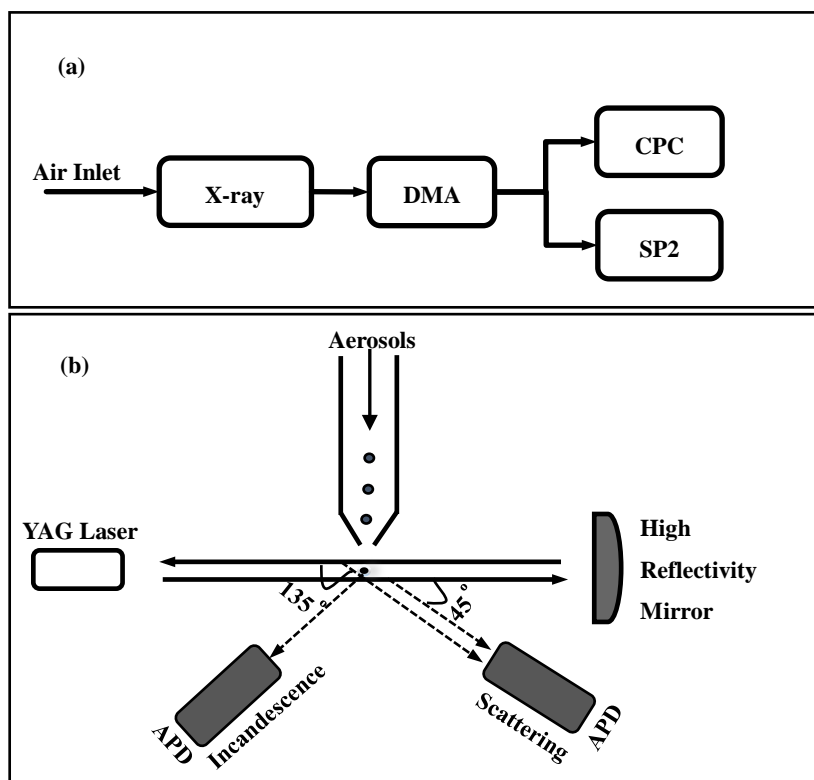 (a)
Air Inlet
X-ray
DMA
CPC
SP2
(b)
Aerosols
YAG Laser
High
Reflectivity
Mirror
135°
45°
APD
Incandescence
Scattering
APD